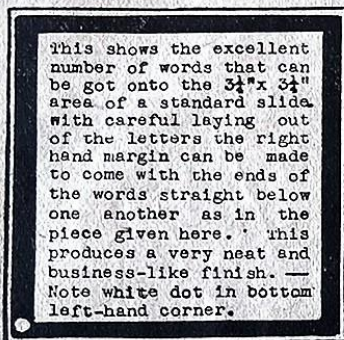 This shows the excellent
number of words that can
be got onto the 3¼"x 3¼"
area of a standard slide.
with careful laying out
of the letters the right
hand margin can be made
to come with the ends of
the words straight below
one another as in the
piece given here. This
produces a very neat and
business-like finish. —
Note white dot in bottom
left-hand corner.